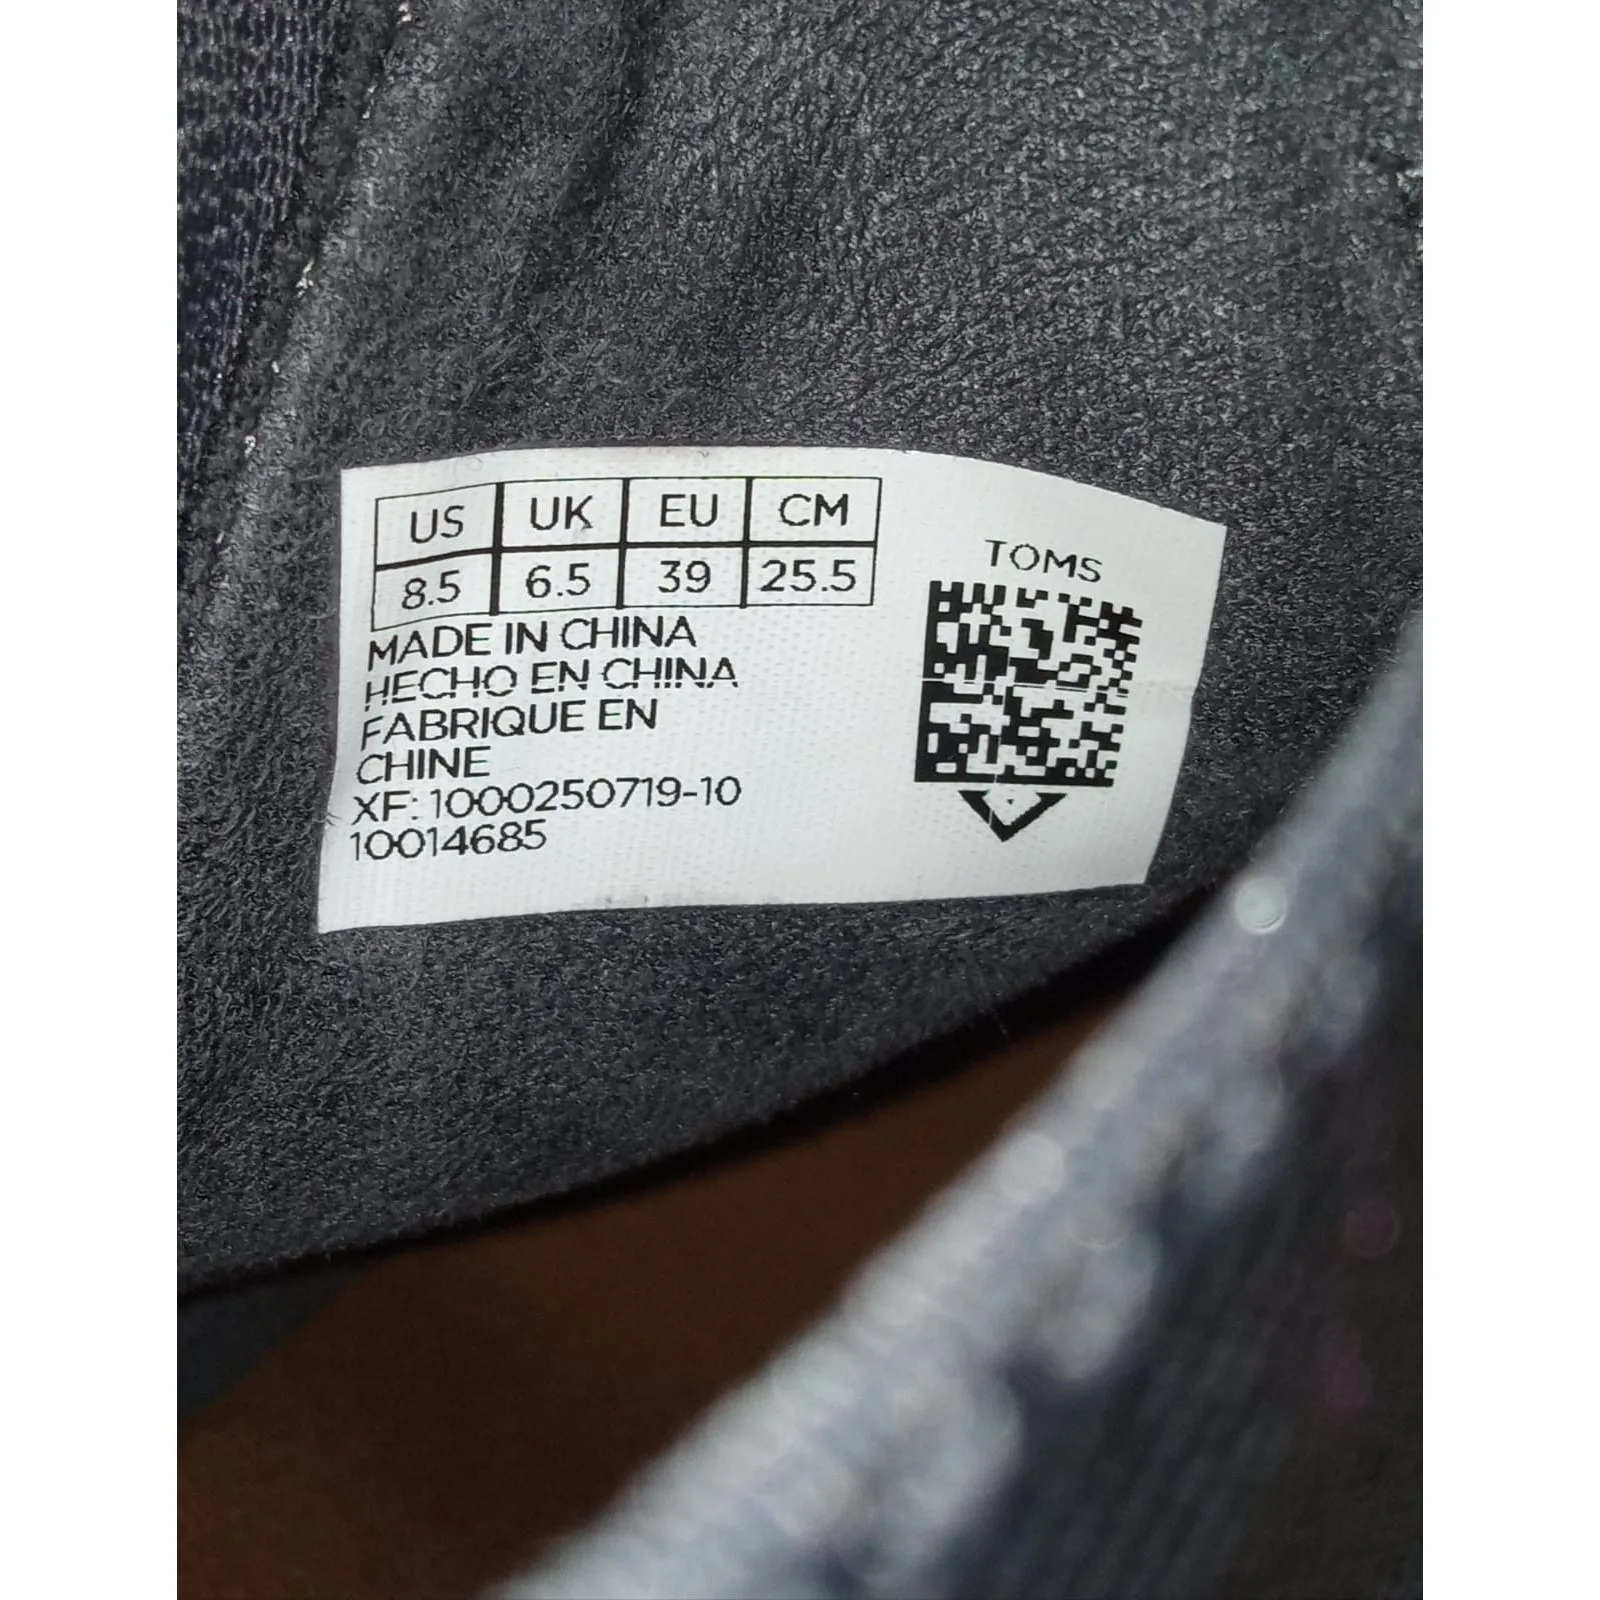 US UK EU CM
8.5 6.5 39 25.5
MADE IN CHINA
HECHO EN CHINA
FABRIQUE EN
CHINE
XF: 1000250719-10
10014685
TOMS